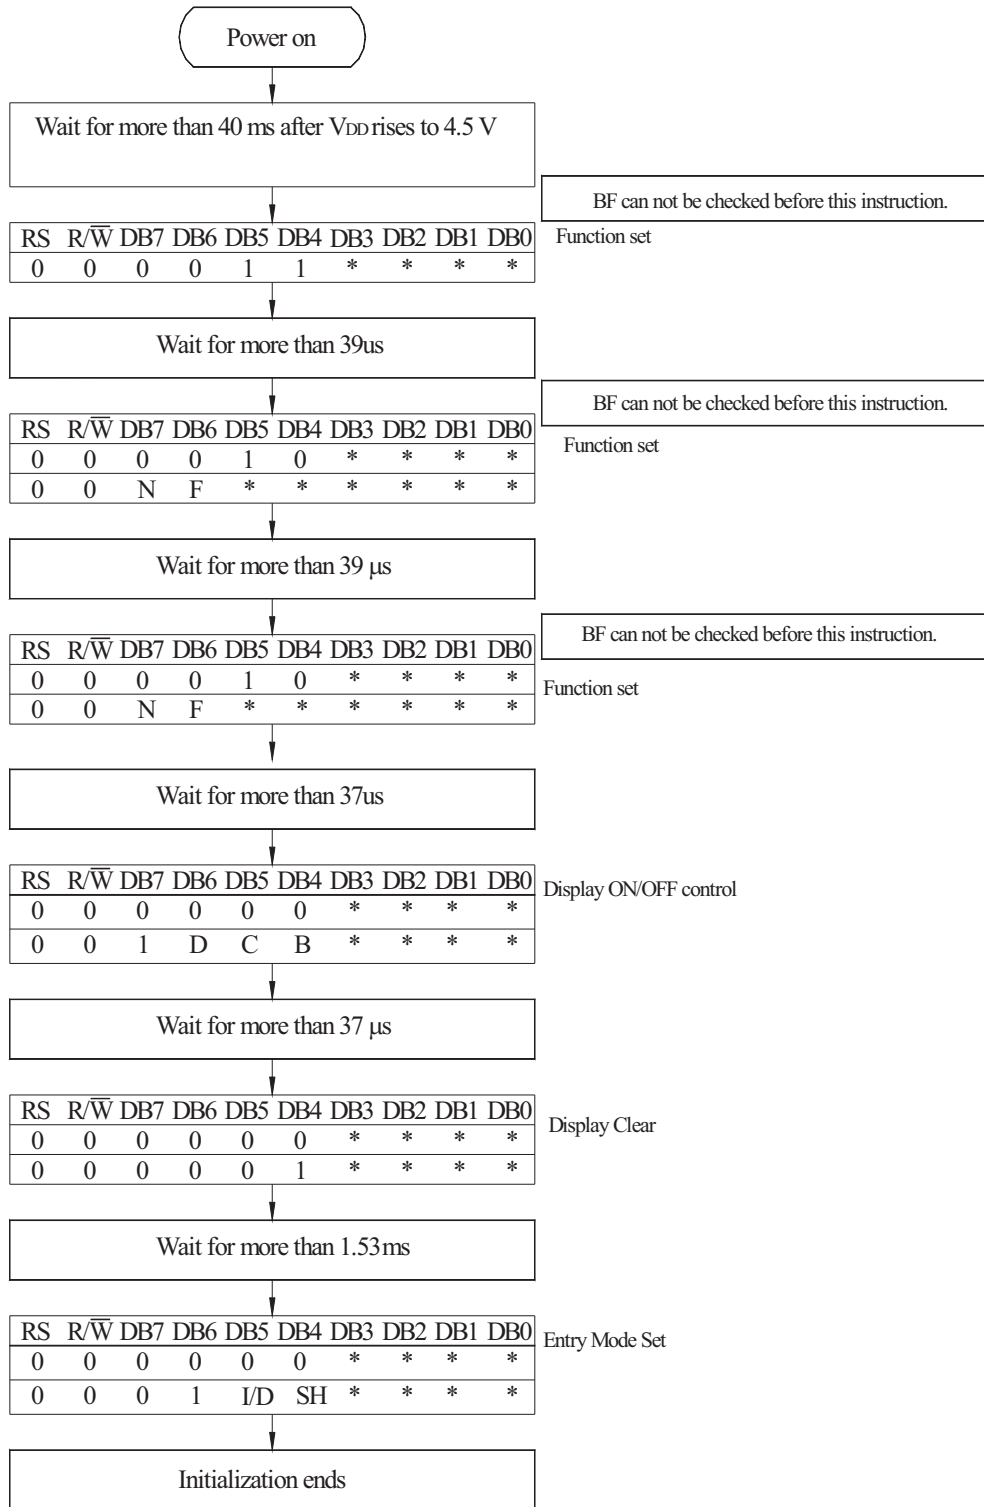 Power on
Wait for more than 40 ms after VDD rises to 4.5 V
BF can not be checked before this instruction.
RS R/W̅ DB7 DB6 DB5 DB4 DB3 DB2 DB1 DB0
Function set
0 0 0 0 1 1 * * * *
Wait for more than 39us
BF can not be checked before this instruction.
RS R/W̅ DB7 DB6 DB5 DB4 DB3 DB2 DB1 DB0
Function set
0 0 0 0 1 0 * * * *
0 0 N F * * * * * *
Wait for more than 39 μs
BF can not be checked before this instruction.
RS R/W̅ DB7 DB6 DB5 DB4 DB3 DB2 DB1 DB0
0 0 0 0 1 0 * * * *
Function set
0 0 N F * * * * * *
Wait for more than 37us
RS R/W̅ DB7 DB6 DB5 DB4 DB3 DB2 DB1 DB0
Display ON/OFF control
0 0 0 0 0 0 * * * *
0 0 1 D C B * * * *
Wait for more than 37 μs
RS R/W̅ DB7 DB6 DB5 DB4 DB3 DB2 DB1 DB0
Display Clear
0 0 0 0 0 0 * * * *
0 0 0 0 0 1 * * * *
Wait for more than 1.53ms
RS R/W̅ DB7 DB6 DB5 DB4 DB3 DB2 DB1 DB0
Entry Mode Set
0 0 0 0 0 0 * * * *
0 0 0 1 I/D SH * * * *
Initialization ends